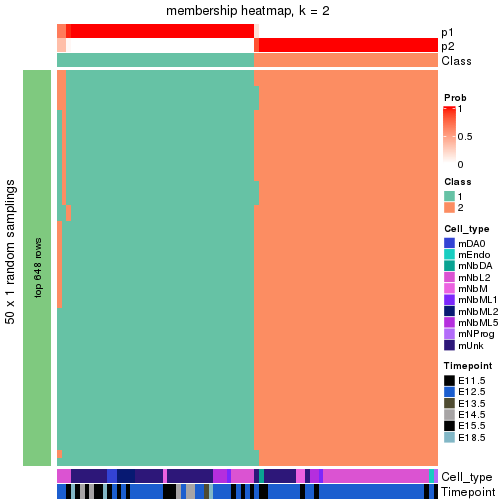 membership heatmap, k = 2
p1
p2
Class
50 x 1 random samplings
top 648 rows
Prob
1
0.5
0
Class
1
2
Cell_type
mDA0
mEndo
mNbDA
mNbL2
mNbM
mNbML1
mNbML2
mNbML5
mNProg
mUnk
Timepoint
E11.5
E12.5
E13.5
E14.5
E15.5
E18.5
Cell_type
Timepoint